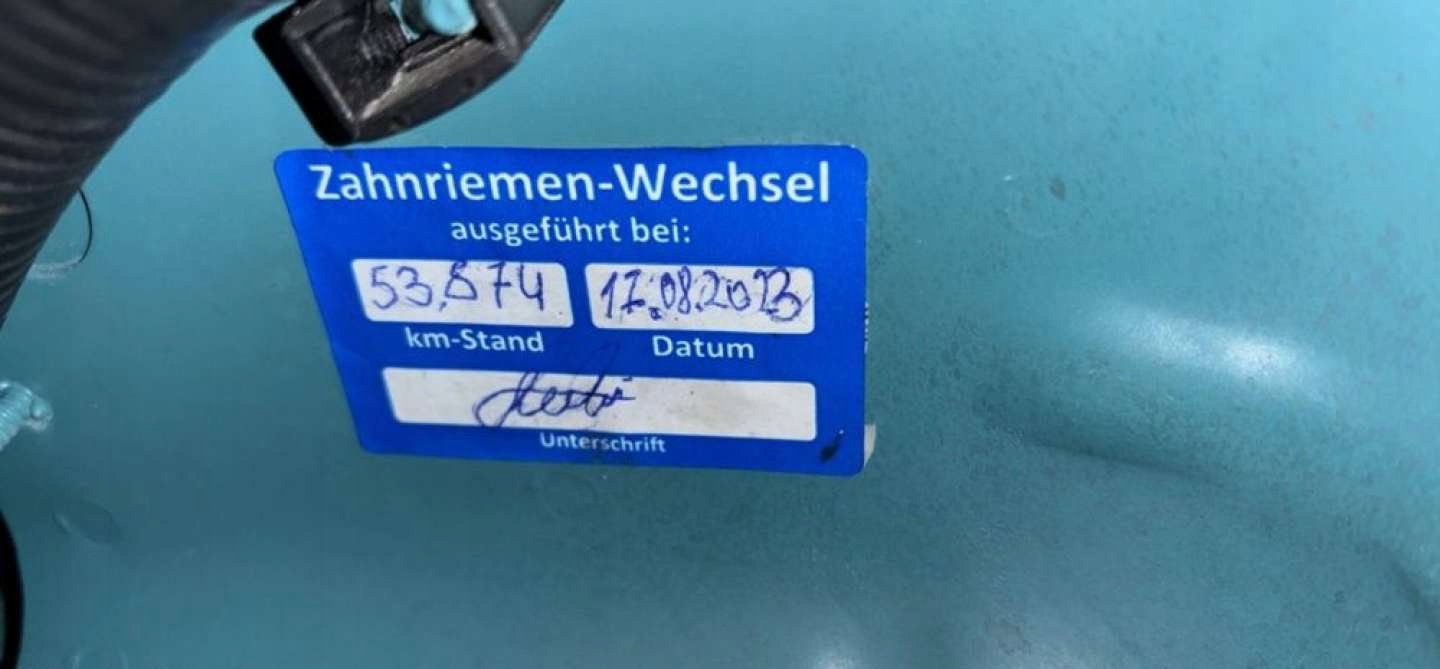 Zahnriemen-Wechsel
ausgeführt bei:
53.874 17.08.2023
km-Stand Datum
Unterschrift